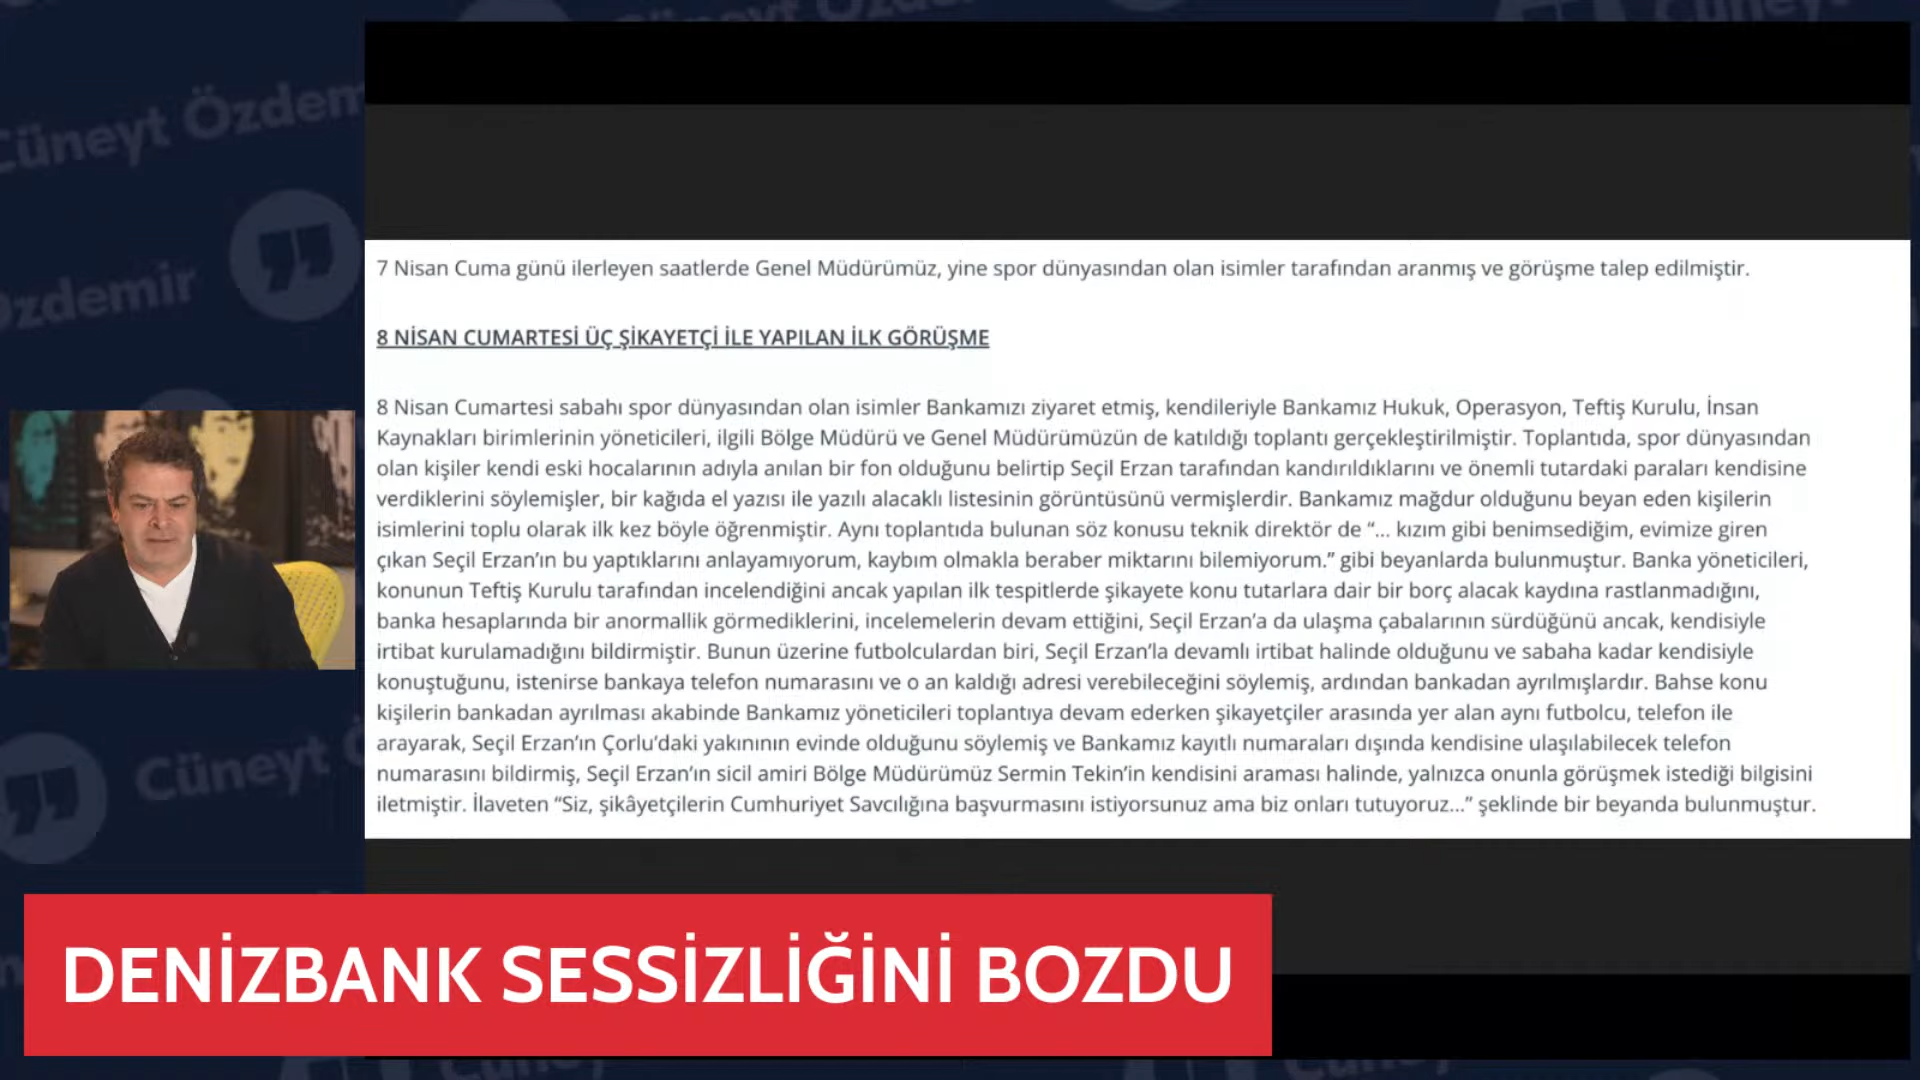 Cüneyt Özdemir
Cüneyt
Cüneyt Özdem
Özdemir
Cüneyt Ö
7 Nisan Cuma günü ilerleyen saatlerde Genel Müdürümüz, yine spor dünyasından olan isimler tarafından aranmış ve görüşme talep edilmiştir.
8 NİSAN CUMARTESİ ÜÇ ŞİKAYETÇİ İLE YAPILAN İLK GÖRÜŞME
8 Nisan Cumartesi sabahı spor dünyasından olan isimler Bankamızı ziyaret etmiş, kendileriyle Bankamız Hukuk, Operasyon, Teftiş Kurulu, İnsan
Kaynakları birimlerinin yöneticileri, ilgili Bölge Müdürü ve Genel Müdürümüzün de katıldığı toplantı gerçekleştirilmiştir. Toplantıda, spor dünyasından
olan kişiler kendi eski hocalarının adıyla anılan bir fon olduğunu belirtip Seçil Erzan tarafından kandırıldıklarını ve önemli tutardaki paraları kendisine
verdiklerini söylemişler, bir kağıda el yazısı ile yazılı alacaklı listesinin görüntüsünü vermişlerdir. Bankamız mağdur olduğunu beyan eden kişilerin
isimlerini toplu olarak ilk kez böyle öğrenmiştir. Aynı toplantıda bulunan söz konusu teknik direktör de “... kızım gibi benimsediğim, evimize giren
çıkan Seçil Erzan’ın bu yaptıklarını anlayamıyorum, kaybım olmakla beraber miktarını bilemiyorum.” gibi beyanlarda bulunmuştur. Banka yöneticileri,
konunun Teftiş Kurulu tarafından incelendiğini ancak yapılan ilk tespitlerde şikayete konu tutarlara dair bir borç alacak kaydına rastlanmadığını,
banka hesaplarında bir anormallik görmediklerini, incelemelerin devam ettiğini, Seçil Erzan’a da ulaşma çabalarının sürdüğünü ancak, kendisiyle
irtibat kurulamadığını bildirmiştir. Bunun üzerine futbolculardan biri, Seçil Erzan’la devamlı irtibat halinde olduğunu ve sabaha kadar kendisiyle
konuştuğunu, istenirse bankaya telefon numarasını ve o an kaldığı adresi verebileceğini söylemiş, ardından bankadan ayrılmışlardır. Bahse konu
kişilerin bankadan ayrılması akabinde Bankamız yöneticileri toplantıya devam ederken şikayetçiler arasında yer alan aynı futbolcu, telefon ile
arayarak, Seçil Erzan’ın Çorlu’daki yakınının evinde olduğunu söylemiş ve Bankamız kayıtlı numaraları dışında kendisine ulaşılabilecek telefon
numarasını bildirmiş, Seçil Erzan’ın sicil amiri Bölge Müdürümüz Sermin Tekin’in kendisini araması halinde, yalnızca onunla görüşmek istediği bilgisini
iletmiştir. İlaveten “Siz, şikâyetçilerin Cumhuriyet Savcılığına başvurmasını istiyorsunuz ama biz onları tutuyoruz...” şeklinde bir beyanda bulunmuştur.
DENİZBANK SESSİZLİĞİNİ BOZDU